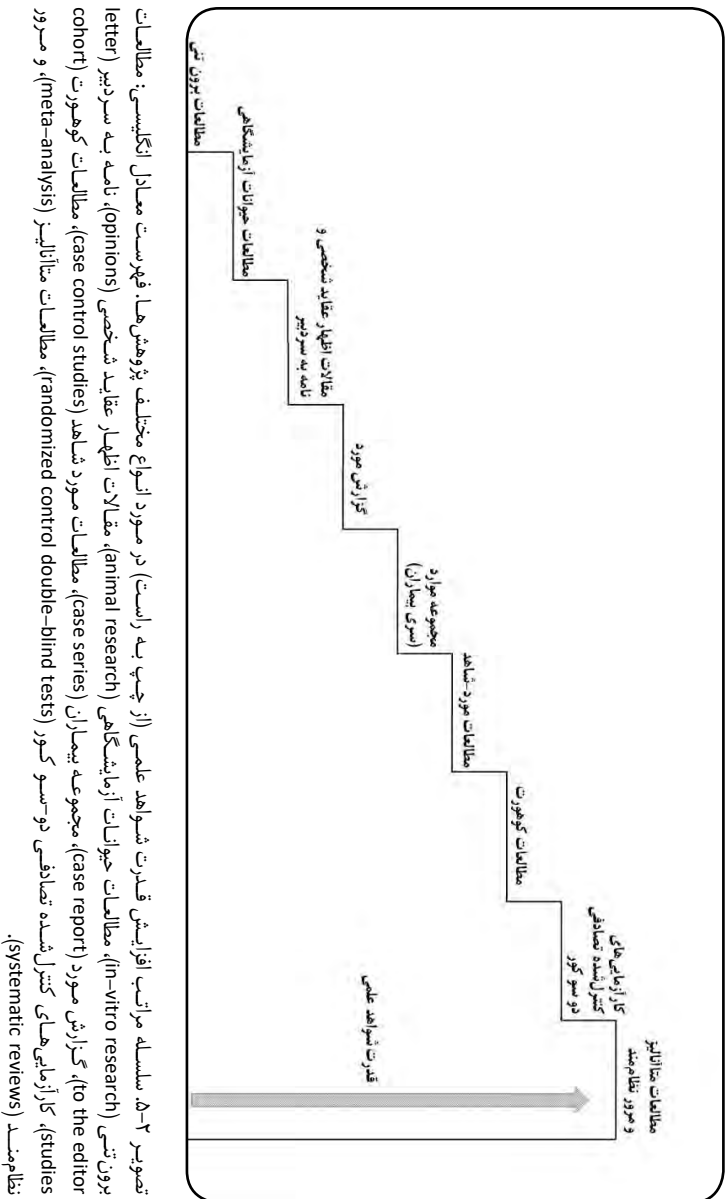 مطالعات برون تنی
مطالعات حیوانات آزمایشگاهی
مقالات اظهار عقاید شخصی و
نامه به سردبیر
گزارش مورد
مجموعه موارد
(سری بیماران)
مطالعات مورد-شاهد
مطالعات کوهورت
کارآزمایی‌های
کنترل‌شده تصادفی
دو سو کور
مطالعات متاآنالیز
و مرور نظام‌مند
قدرت شواهد علمی
تصویر ۲-۵. سلسله مراتب افزایش قدرت شواهد علمی (از چپ به راست) در مورد انواع مختلف پژوهش‌ها. فهرست معادل انگلیسی: مطالعات
برون تنی (in-vitro research)، مطالعات حیوانات آزمایشگاهی (animal research)، مقالات اظهار عقاید شخصی (opinions)، نامه به سردبیر (letter
to the editor)، گزارش مورد (case report)، مجموعه بیماران (case series)، مطالعات مورد شاهد (case control studies)، مطالعات کوهورت (cohort
studies)، کارآزمایی‌های کنترل‌شده تصادفی دو-سو کور (randomized control double-blind tests)، مطالعات متاآنالیز (meta-analysis)، و مرور
نظام‌مند (systematic reviews).